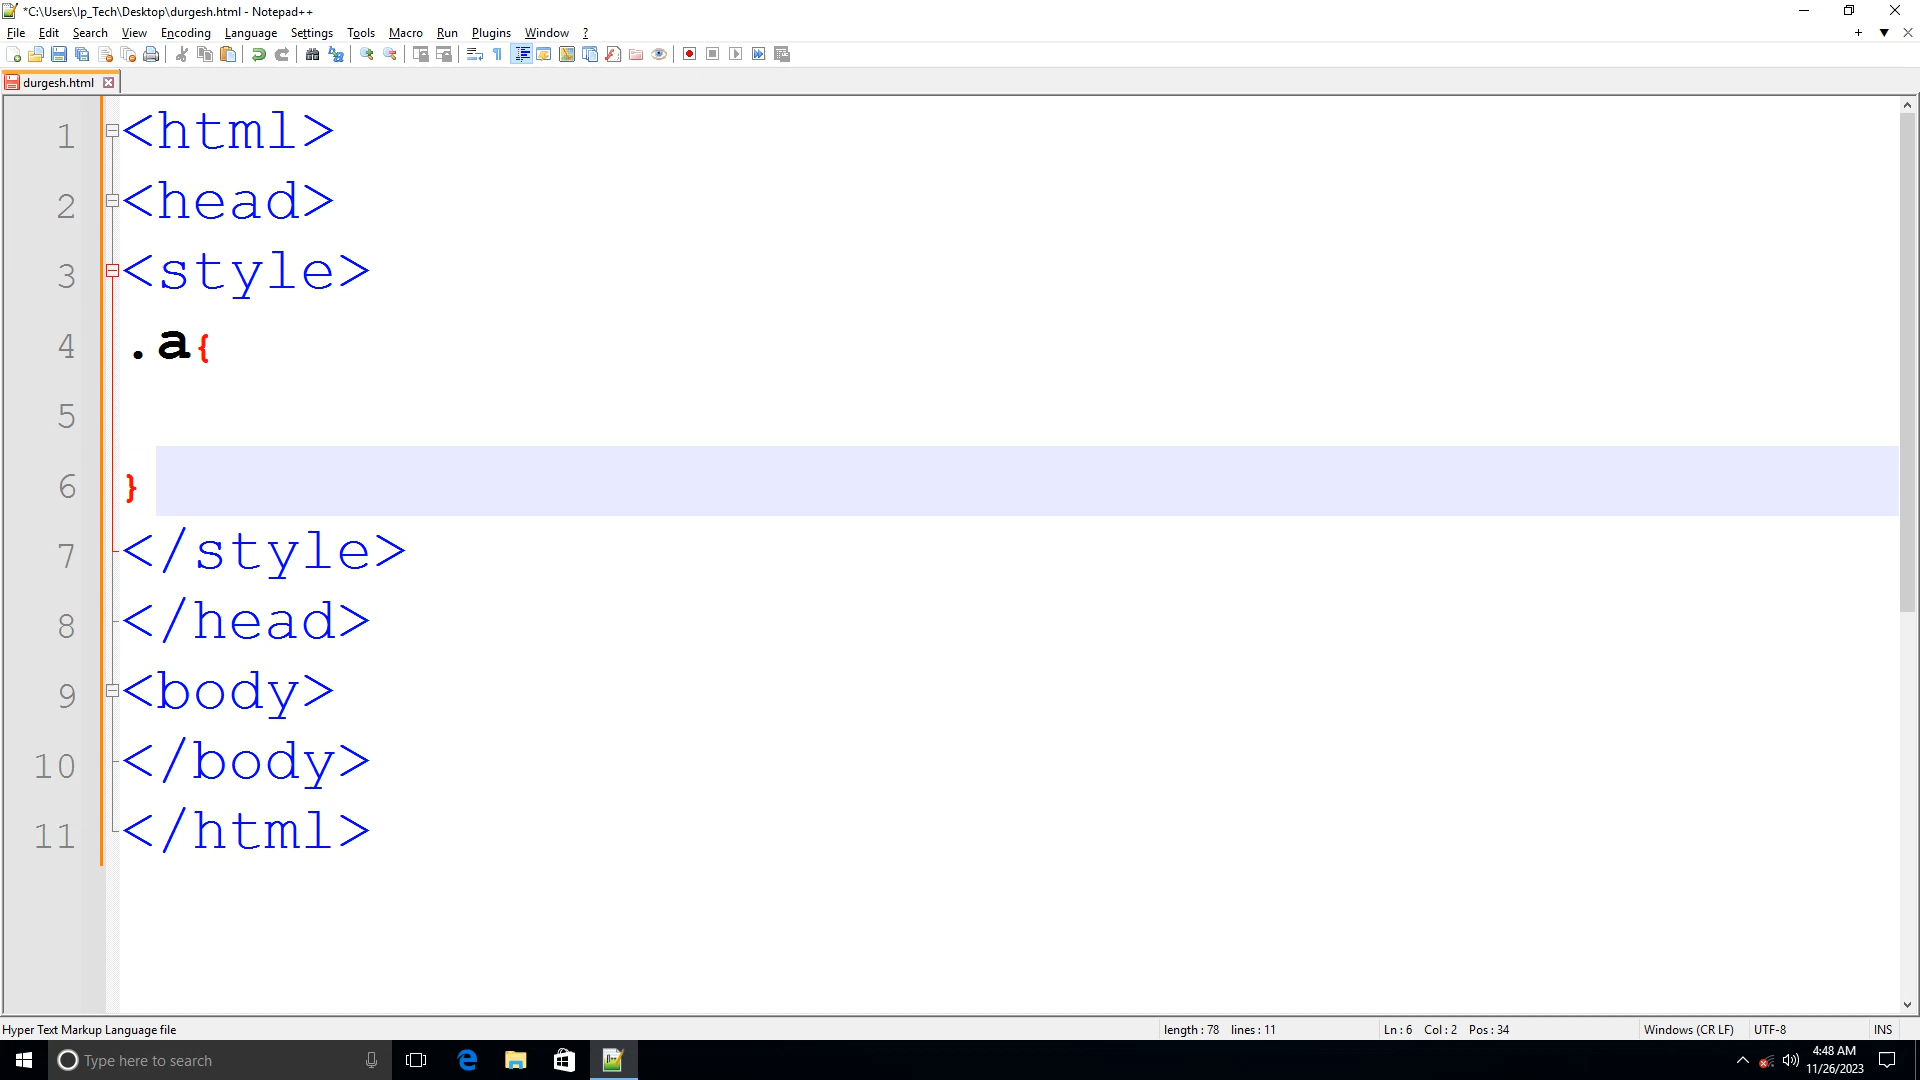 *C:\Users\lp_Tech\Desktop\durgesh.html - Notepad++
File Edit Search View Encoding Language Settings Tools Macro Run Plugins Window ?
durgesh.html
1 <html>
2 <head>
3 <style>
4 .a{
5
6 }
7 </style>
8 </head>
9 <body>
10 </body>
11 </html>
Hyper Text Markup Language file length : 78 lines : 11 Ln : 6 Col : 2 Pos : 34 Windows (CR LF) UTF-8 INS
Type here to search
4:48 AM
11/26/2023